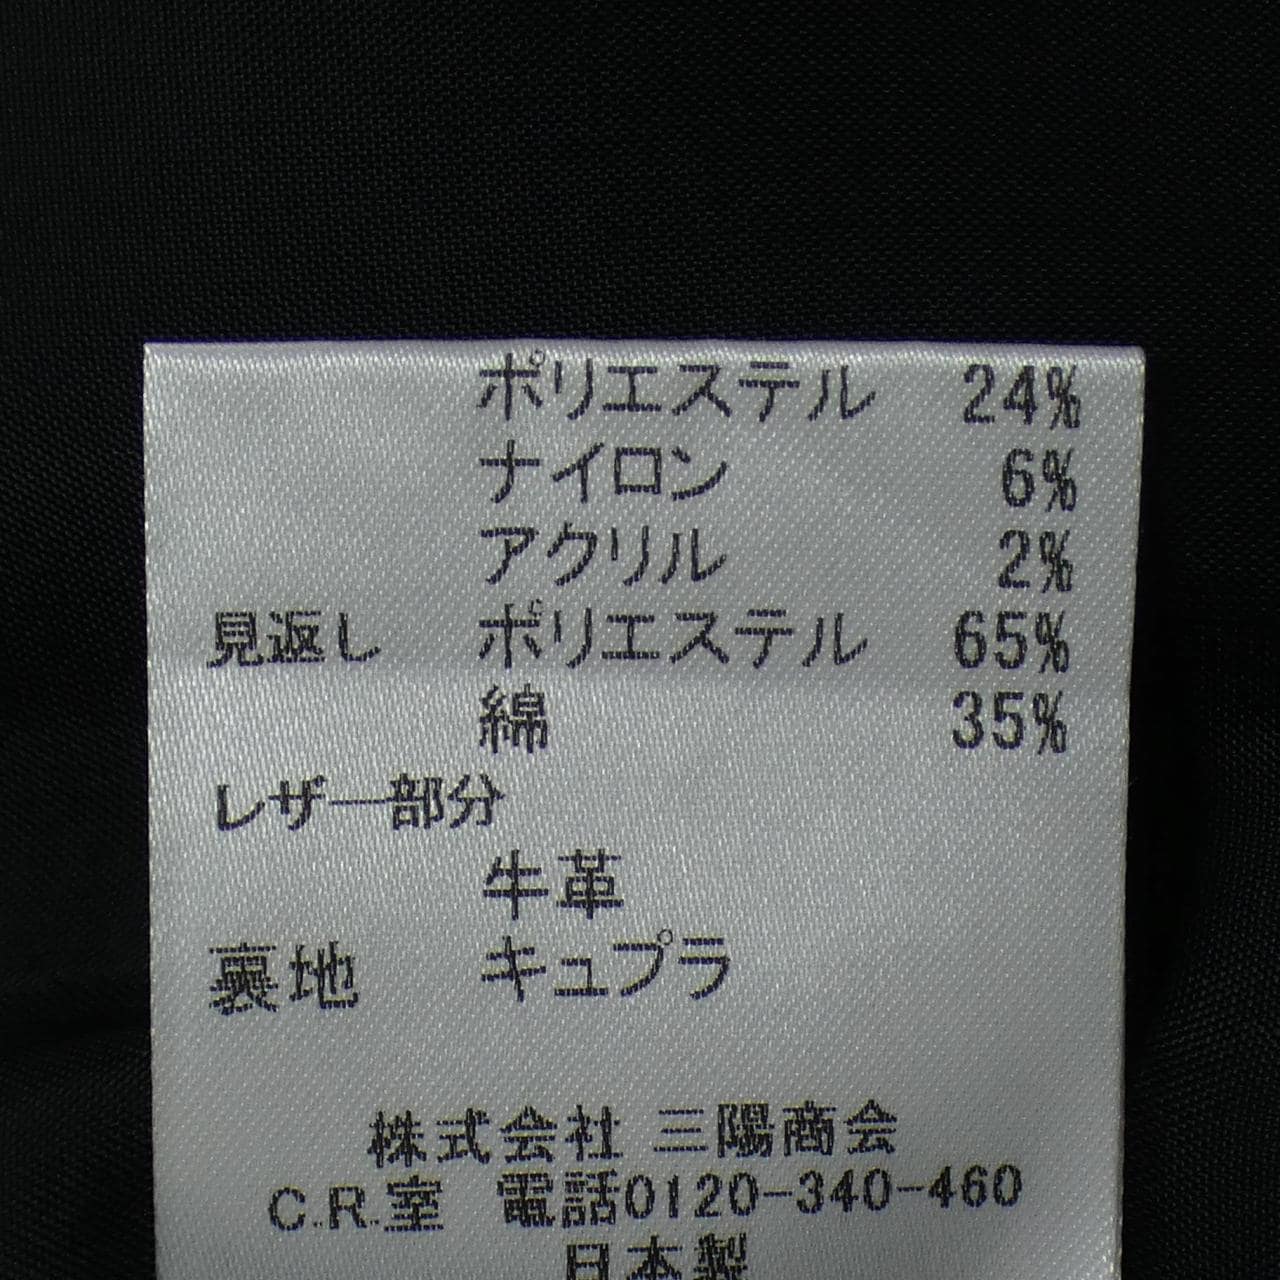 ポリエステル 24%
ナイロン 6%
アクリル 2%
見返し ポリエステル 65%
綿 35%
レザー部分
牛革
裏地 キュプラ
株式会社 三陽商会
C.R.室 電話0120-340-460
日本製